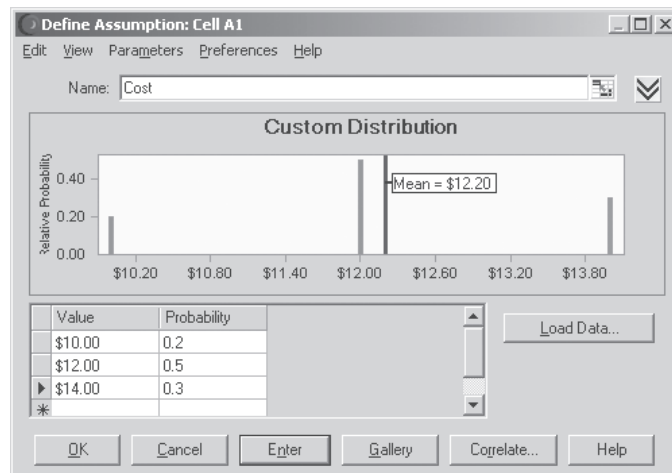 Define Assumption: Cell A1
Edit View Parameters Preferences Help
Name: Cost
Custom Distribution
Relative Probability
0.40
0.20
0.00
Mean = $12.20
$10.20 $10.80 $11.40 $12.00 $12.60 $13.20 $13.80
Value Probability
$10.00 0.2
$12.00 0.5
$14.00 0.3
Load Data...
OK Cancel Enter Gallery Correlate... Help